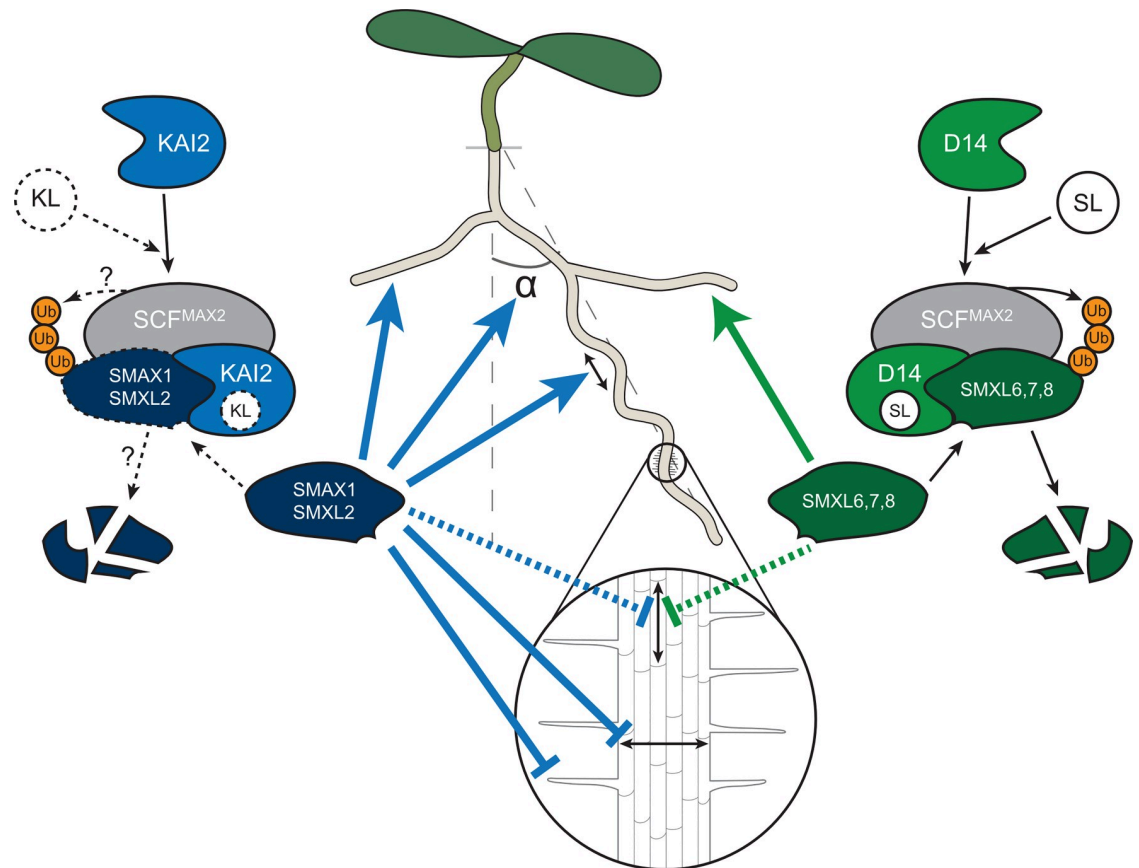 KAI2
D14
KL
SL
?
SCF^MAX2
SCF^MAX2
α
Ub
Ub
Ub
Ub
Ub
Ub
SMAX1
SMXL2
KAI2
KL
D14
SL
SMXL6,7,8
?
SMAX1
SMXL2
SMXL6,7,8